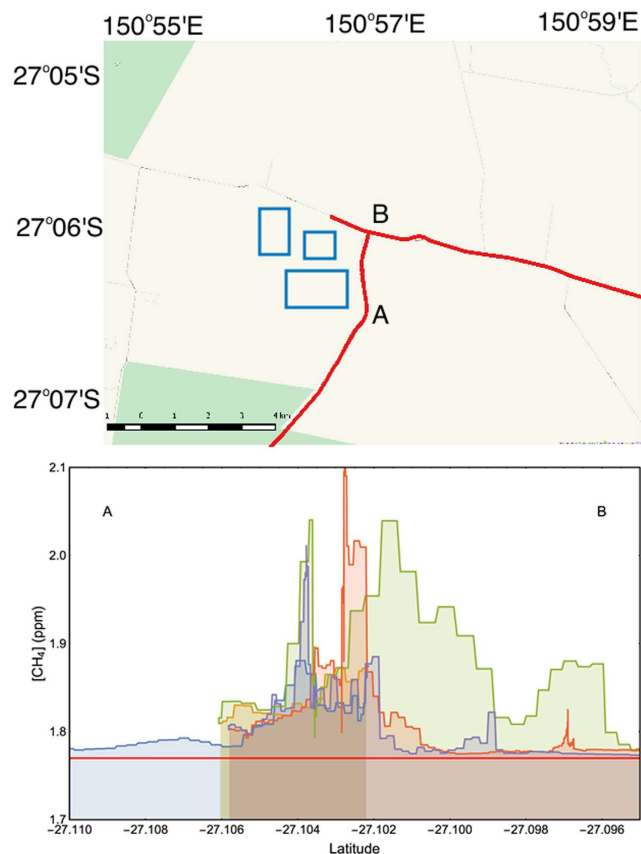 150°55'E 150°57'E 150°59'E
27°05'S
27°06'S
27°07'S
B
A
1 0 1 2 3 4 km
2.1
2.0
1.9
1.8
1.7
[CH₄] (ppm)
A B
−27.110 −27.108 −27.106 −27.104 −27.102 −27.100 −27.098 −27.096
Latitude